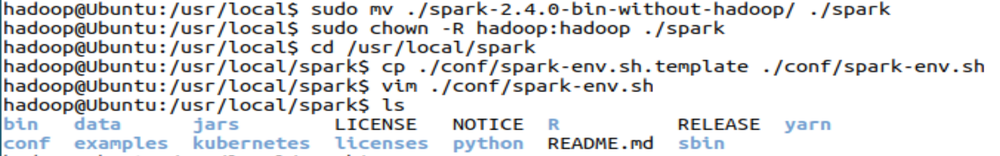 hadoop@Ubuntu:/usr/local$ sudo mv ./spark-2.4.0-bin-without-hadoop/ ./spark
hadoop@Ubuntu:/usr/local$ sudo chown -R hadoop:hadoop ./spark
hadoop@Ubuntu:/usr/local$ cd /usr/local/spark
hadoop@Ubuntu:/usr/local/spark$ cp ./conf/spark-env.sh.template ./conf/spark-env.sh
hadoop@Ubuntu:/usr/local/spark$ vim ./conf/spark-env.sh
hadoop@Ubuntu:/usr/local/spark$ ls
bin data jars LICENSE NOTICE R RELEASE yarn
conf examples kubernetes licenses python README.md sbin